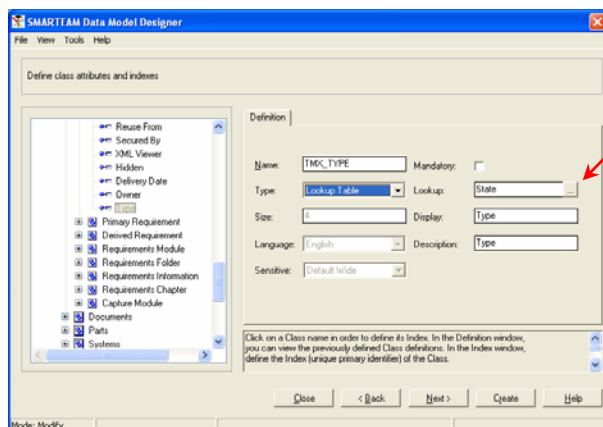 SMARTEAM Data Model Designer
File View Tools Help
Define class attributes and indexes
Reuse From
Secured By
XML Viewer
Hidden
Delivery Date
Owner
Type
Primary Requirement
Derived Requirement
Requirements Module
Requirements Folder
Requirements Information
Requirements Chapter
Capture Module
Documents
Parts
Systems
Definition
Name: TMX_TYPE Mandatory:
Type: Lookup Table Lookup: State ...
Size: 4 Display: Type
Language: English Description: Type
Sensitive: Default Wide
Click on a Class name in order to define its Index. In the Definition window,
you can view the previously defined Class definitions. In the Index window,
define the Index (unique primary identifier) of the Class.
Close < Back Next > Create Help
Mode: Modify